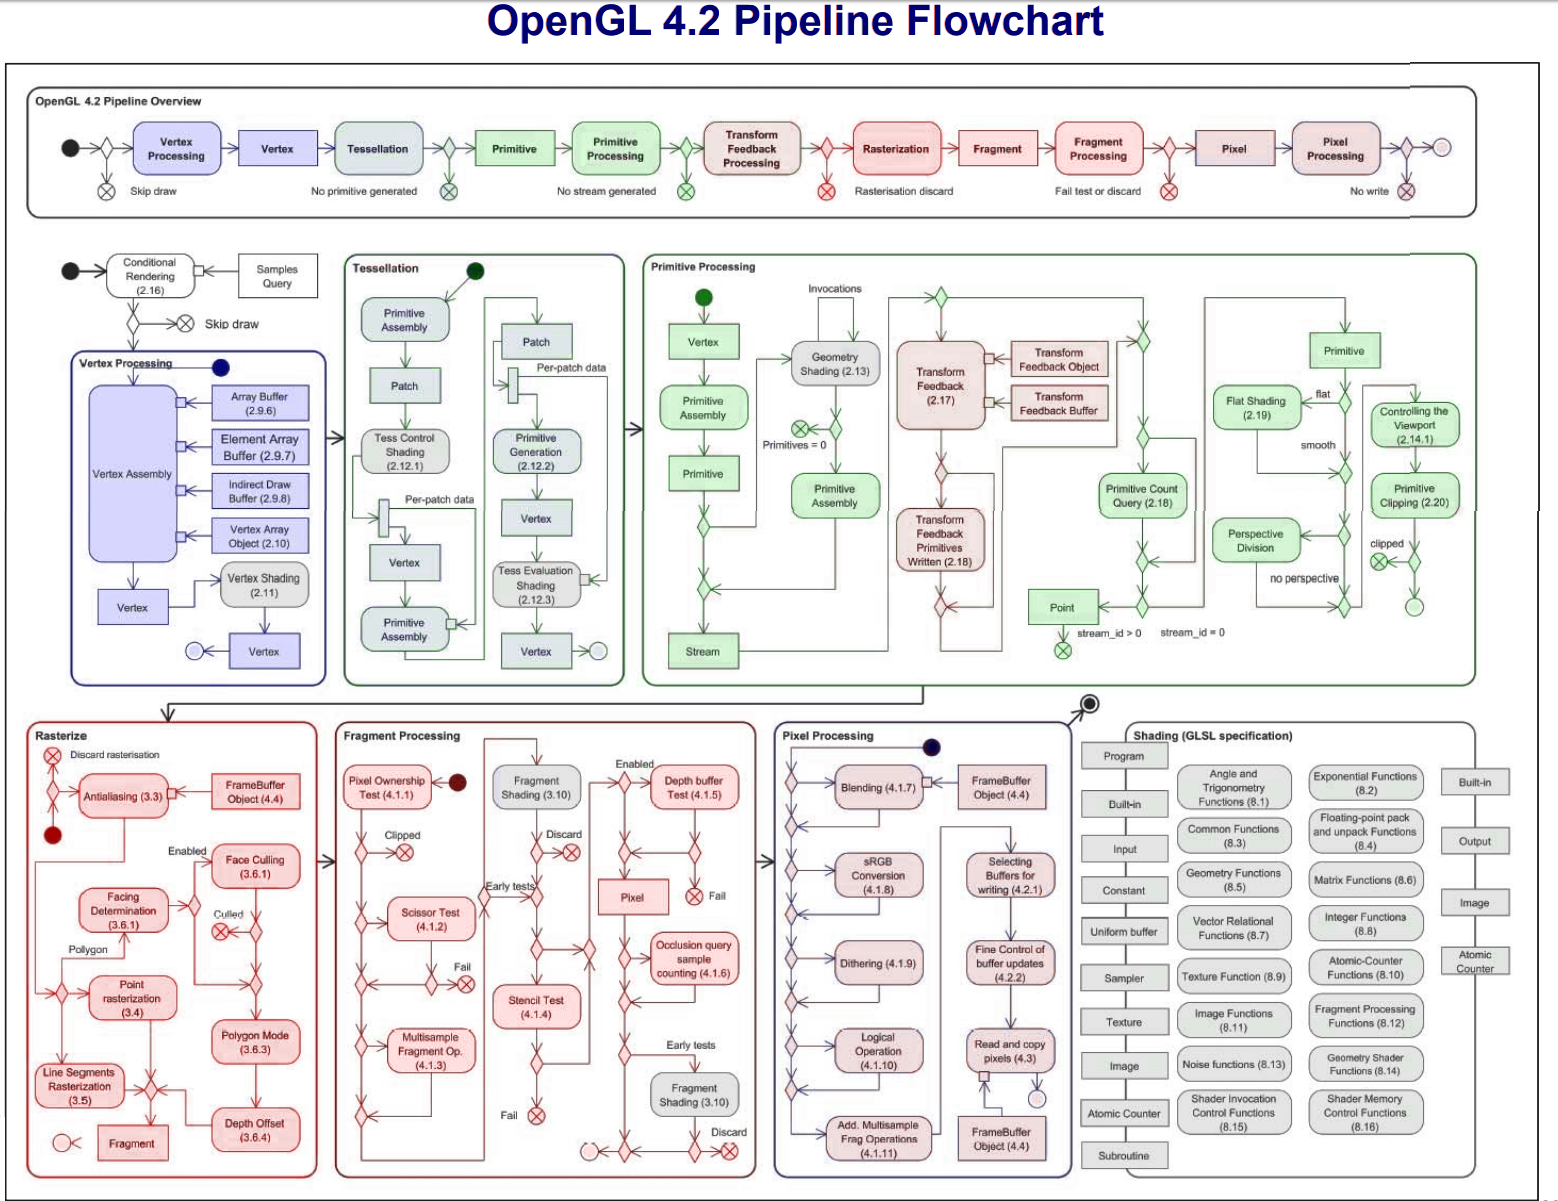 OpenGL 4.2 Pipeline Flowchart
OpenGL 4.2 Pipeline Overview
Vertex
Processing
Vertex
Tessellation
Primitive
Primitive
Processing
Transform
Feedback
Processing
Rasterization
Fragment
Fragment
Processing
Pixel
Pixel
Processing
Skip draw
No primitive generated
No stream generated
Rasterisation discard
Fail test or discard
No write
Conditional
Rendering
(2.16)
Samples
Query
Skip draw
Vertex Processing
Vertex Assembly
Array Buffer
(2.9.6)
Element Array
Buffer (2.9.7)
Indirect Draw
Buffer (2.9.8)
Vertex Array
Object (2.10)
Vertex
Vertex Shading
(2.11)
Vertex
Tessellation
Primitive
Assembly
Patch
Tess Control
Shading
(2.12.1)
Per-patch data
Vertex
Primitive
Assembly
Patch
Per-patch data
Primitive
Generation
(2.12.2)
Vertex
Tess Evaluation
Shading
(2.12.3)
Vertex
Primitive Processing
Vertex
Primitive
Assembly
Primitive
Stream
Invocations
Geometry
Shading (2.13)
Primitives = 0
Primitive
Assembly
Transform
Feedback
(2.17)
Transform
Feedback Object
Transform
Feedback Buffer
Transform
Feedback
Primitives
Written (2.18)
Primitive Count
Query (2.18)
Point
stream_id > 0
stream_id = 0
Primitive
Flat Shading
(2.19)
flat
smooth
Perspective
Division
no perspective
Controlling the
Viewport
(2.14.1)
Primitive
Clipping (2.20)
clipped
Rasterize
Discard rasterisation
Antialiasing (3.3)
FrameBuffer
Object (4.4)
Enabled
Face Culling
(3.6.1)
Facing
Determination
(3.6.1)
Culled
Pollygon
Point
rasterization
(3.4)
Polygon Mode
(3.6.3)
Line Segments
Rasterization
(3.5)
Depth Offset
(3.6.4)
Fragment
Fragment Processing
Pixel Ownership
Test (4.1.1)
Clipped
Scissor Test
(4.1.2)
Fail
Multisample
Fragment Op.
(4.1.3)
Fragment
Shading (3.10)
Discard
Early tests
Stencil Test
(4.1.4)
Fail
Enabled
Depth buffer
Test (4.1.5)
Fail
Pixel
Occlusion query
sample
counting (4.1.6)
Early tests
Fragment
Shading (3.10)
Discard
Pixel Processing
Blending (4.1.7)
FrameBuffer
Object (4.4)
sRGB
Conversion
(4.1.8)
Dithering (4.1.9)
Logical
Operation
(4.1.10)
Add. Multisample
Frag Operations
(4.1.11)
Selecting
Buffers for
writing (4.2.1)
Fine Control of
buffer updates
(4.2.2)
Read and copy
pixels (4.3)
FrameBuffer
Object (4.4)
Shading (GLSL specification)
Program
Built-in
Input
Constant
Uniform buffer
Sampler
Texture
Image
Atomic Counter
Subroutine
Angle and
Trigonometry
Functions (8.1)
Exponential Functions
(8.2)
Common Functions
(8.3)
Floating-point pack
and unpack Functions
(8.4)
Geometry Functions
(8.5)
Matrix Functions (8.6)
Vector Relational
Functions (8.7)
Integer Functions
(8.8)
Texture Function (8.9)
Atomic-Counter
Functions (8.10)
Image Functions
(8.11)
Fragment Processing
Functions (8.12)
Noise functions (8.13)
Geometry Shader
Functions (8.14)
Shader Invocation
Control Functions
(8.15)
Shader Memory
Control Functions
(8.16)
Built-in
Output
Image
Atomic
Counter